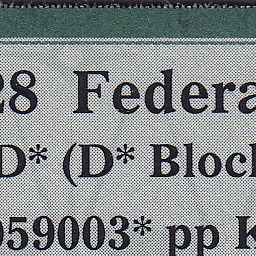 28 Federa
D* (D* Block
059003* pp K